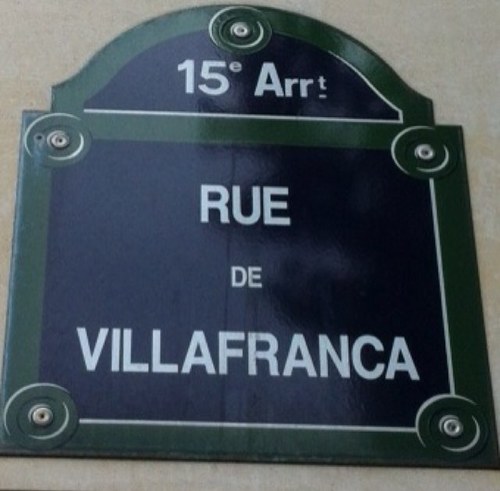 15e Arrt
RUE
DE
VILLAFRANCA